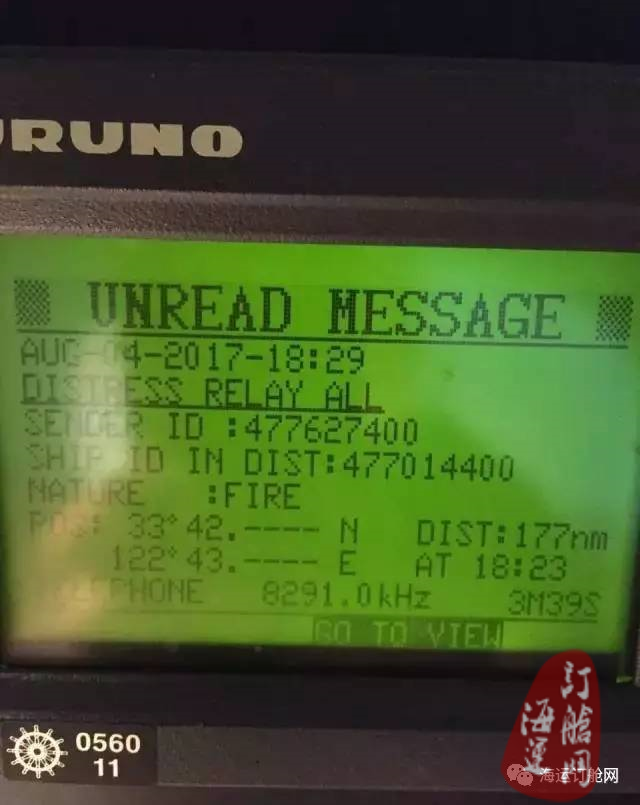 URUNO
UNREAD MESSAGE
AUG-04-2017-18:29
DISTRESS RELAY ALL
SENDER ID :477627400
SHIP ID IN DIST:477014400
NATURE :FIRE
POS: 33°42.---- N DIST:177nm
122°43.---- E AT 18:23
TELEPHONE 8291.0kHz 3M39S
GO TO VIEW
0560
11
订舱网
海运
海运订舱网